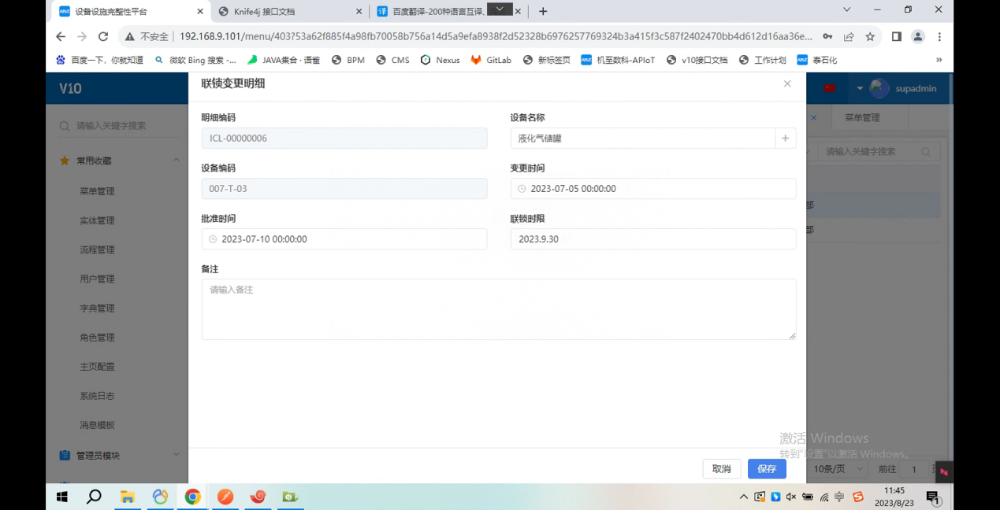 设备设施完整性平台
Knife4j 接口文档
译 百度翻译-200种语言互译、
不安全 192.168.9.101/menu/403?53a62f885f4a98fb70058b756a14d5a9efa8938f2d52328b6976257769324b3a415f3c587f2402470bb4d612d16aa36e...
百度一下，你就知道 微软 Bing 搜索 -... JAVA集合 · 语雀 BPM CMS Nexus GitLab 新标签页 机至数科-APIoT v10接口文档 工作计划 泰石化 »
V10
联锁变更明细
supadmin
请输入关键字搜索
菜单管理
明细编码
设备名称
ICL-00000006
液化气储罐
请输入关键字搜索
常用收藏
设备编码
变更时间
菜单管理
007-T-03
2023-07-05 00:00:00
部
实体管理
批准时间
联锁时限
部
2023-07-10 00:00:00
2023.9.30
流程管理
备注
用户管理
请输入备注
字典管理
角色管理
主页配置
系统日志
消息模板
激活 Windows
转到"设置"以激活 Windows。
管理员模块
取消
保存
10条/页
前往
1
页
中
11:45
2023/8/23
1